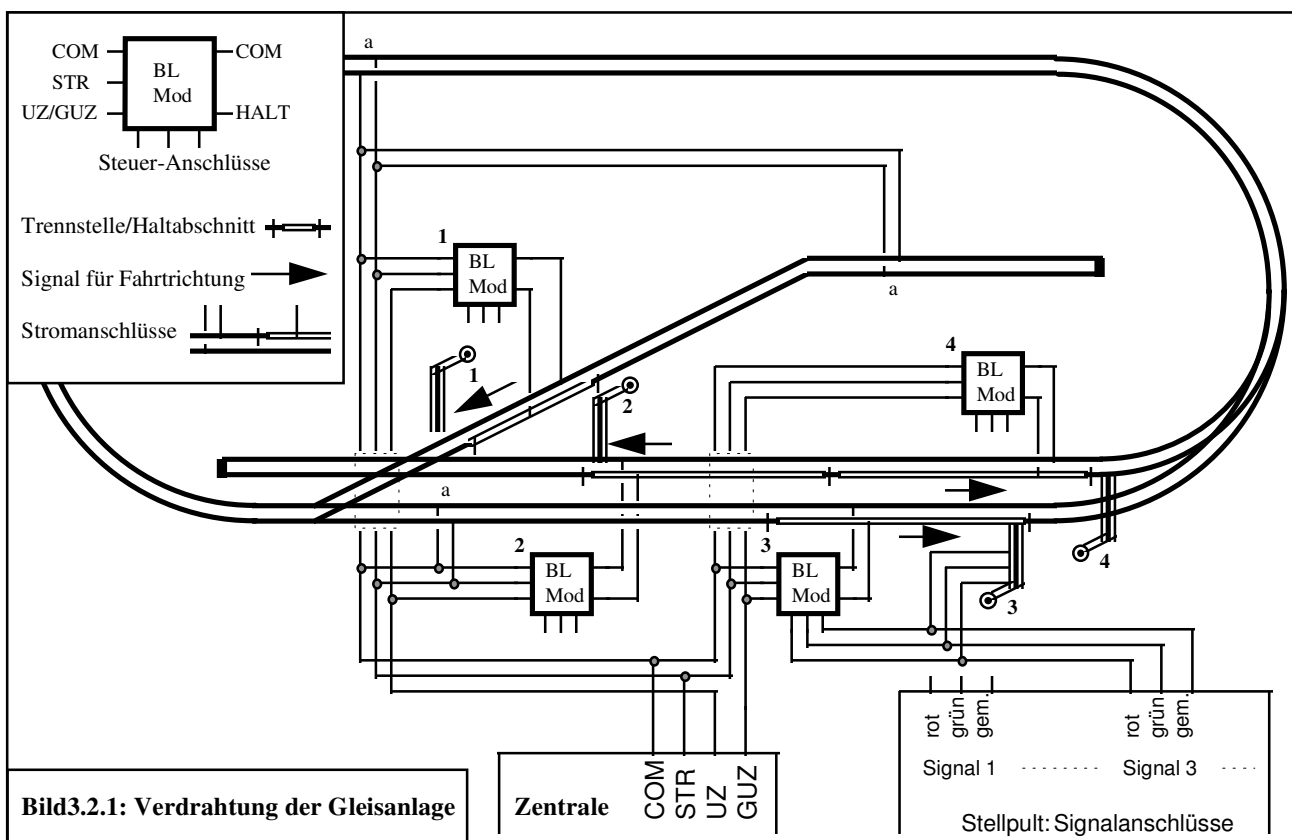 COM
COM
STR
UZ/GUZ
HALT
BL
Mod
Steuer-Anschlüsse
Trennstelle/Haltabschnitt
Signal für Fahrtrichtung
Stromanschlüsse
a
a
a
1
BL
Mod
1
2
4
BL
Mod
2
BL
Mod
3
BL
Mod
3
4
rot
grün
gem.
rot
grün
gem.
Signal 1
Signal 3
Stellpult: Signalanschlüsse
COM
STR
UZ
GUZ
Zentrale
Bild3.2.1: Verdrahtung der Gleisanlage